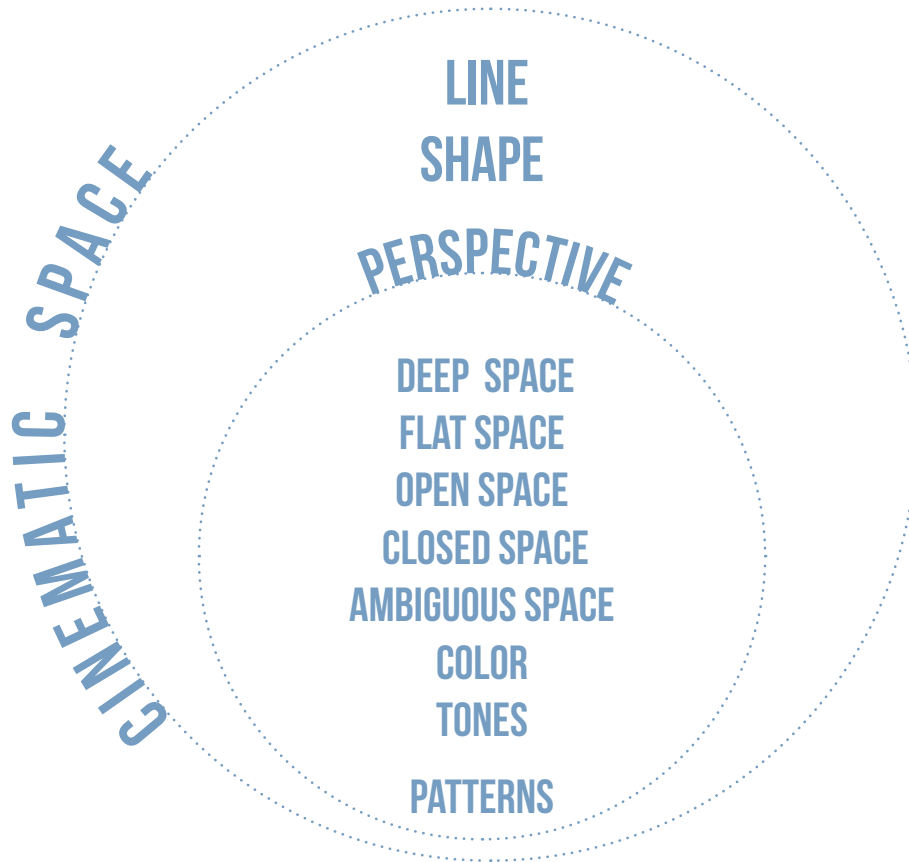 CINEMATIC SPACE
LINE
SHAPE
PERSPECTIVE
DEEP SPACE
FLAT SPACE
OPEN SPACE
CLOSED SPACE
AMBIGUOUS SPACE
COLOR
TONES
PATTERNS